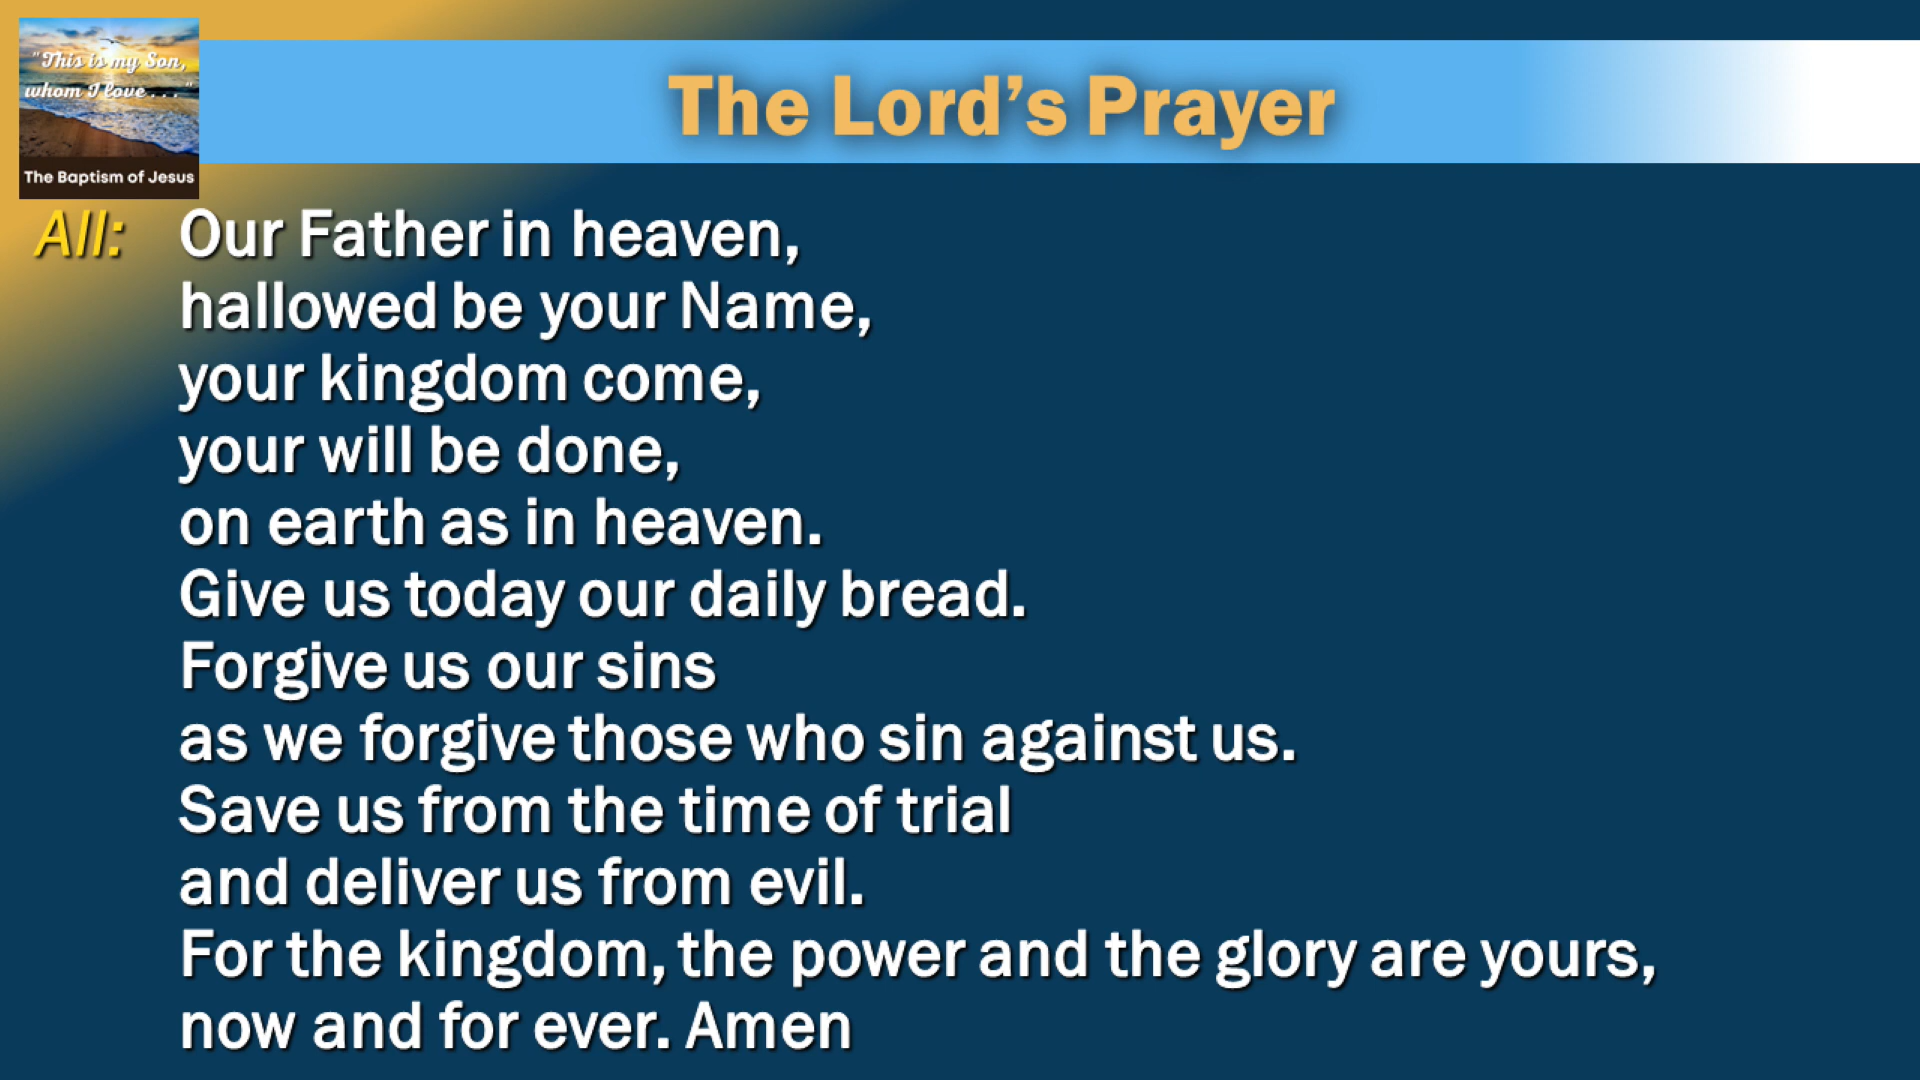 "This is my Son,
whom I love . . ."
The Baptism of Jesus
The Lord’s Prayer
All: Our Father in heaven,
hallowed be your Name,
your kingdom come,
your will be done,
on earth as in heaven.
Give us today our daily bread.
Forgive us our sins
as we forgive those who sin against us.
Save us from the time of trial
and deliver us from evil.
For the kingdom, the power and the glory are yours,
now and for ever. Amen